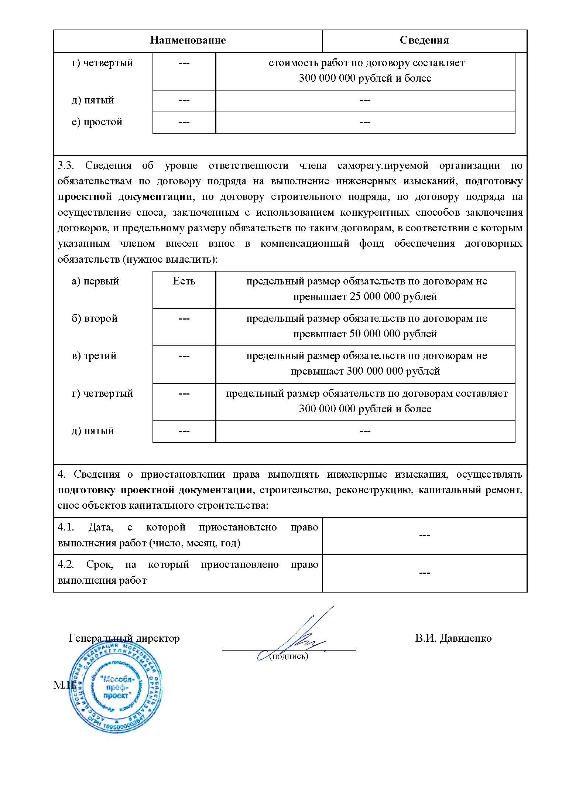 Наименование Сведения
г) четвертый --- стоимость работ по договору составляет
300 000 000 рублей и более
д) пятый --- ---
е) простой --- ---
3.3. Сведения об уровне ответственности члена саморегулируемой организации по
обязательствам по договору подряда на выполнение инженерных изысканий, подготовку
проектной документации, по договору строительного подряда, по договору подряда на
осуществление сноса, заключенным с использованием конкурентных способов заключения
договоров, и предельному размеру обязательств по таким договорам, в соответствии с которым
указанным членом внесен взнос в компенсационный фонд обеспечения договорных
обязательств (нужное выделить):
а) первый Есть предельный размер обязательств по договорам не
превышает 25 000 000 рублей
б) второй --- предельный размер обязательств по договорам не
превышает 50 000 000 рублей
в) третий --- предельный размер обязательств по договорам не
превышает 300 000 000 рублей
г) четвертый --- предельный размер обязательств по договорам составляет
300 000 000 рублей и более
д) пятый --- ---
4. Сведения о приостановлении права выполнять инженерные изыскания, осуществлять
подготовку проектной документации, строительство, реконструкцию, капитальный ремонт,
снос объектов капитального строительства:
4.1. Дата, с которой приостановлено право
выполнения работ (число, месяц, год) ---
4.2. Срок, на который приостановлено право
выполнения работ ---
Генеральный директор В.И. Давиденко
(подпись)
М.П.
"Мособл-
проф-
проект"